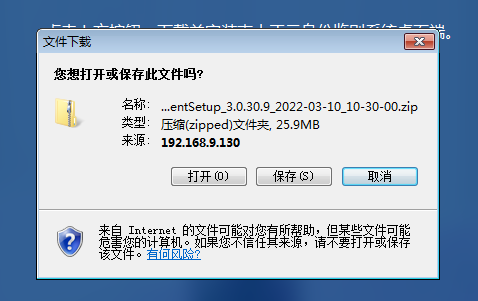 文件下载
您想打开或保存此文件吗?
名称: ...entSetup_3.0.30.9_2022-03-10_10-30-00.zip
类型: 压缩(zipped)文件夹, 25.9MB
来源: 192.168.9.130
打开(O) 保存(S) 取消
来自 Internet 的文件可能对您有所帮助，但某些文件可能
危害您的计算机。如果您不信任其来源，请不要打开或保存
该文件。有何风险?